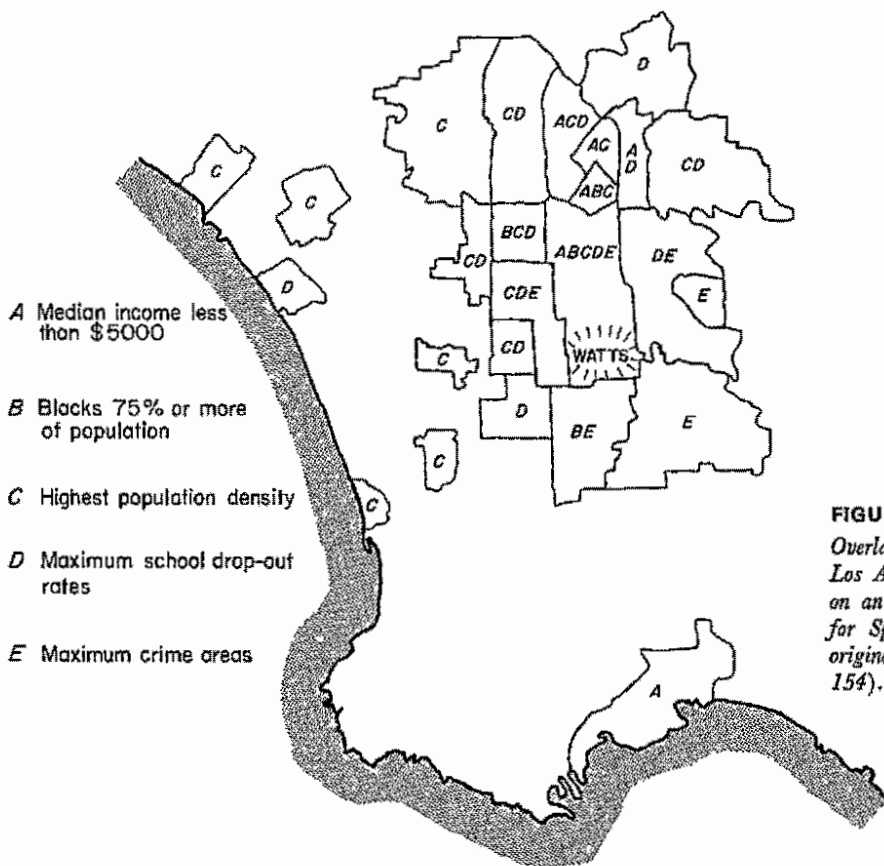 D
C
CD
ACD
AC
A
D
CD
C
C
ABC
BCD
ABCDE
DE
CD
D
CDE
E
A Median income less
than $5000
CD
WATTS
C
D
BE
E
B Blacks 75% or more
of population
C
C Highest population density
C
D Maximum school drop-out
rates
E Maximum crime areas
A
FIGU
Overla
Los A
on an
for Sp
origina
154).